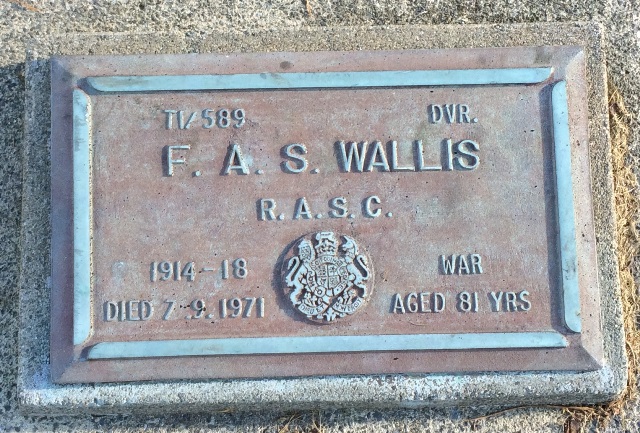 T1/589 DVR.
F. A. S. WALLIS
R. A. S. C.
1914-18 WAR
DIED 7.9.1971 AGED 81 YRS